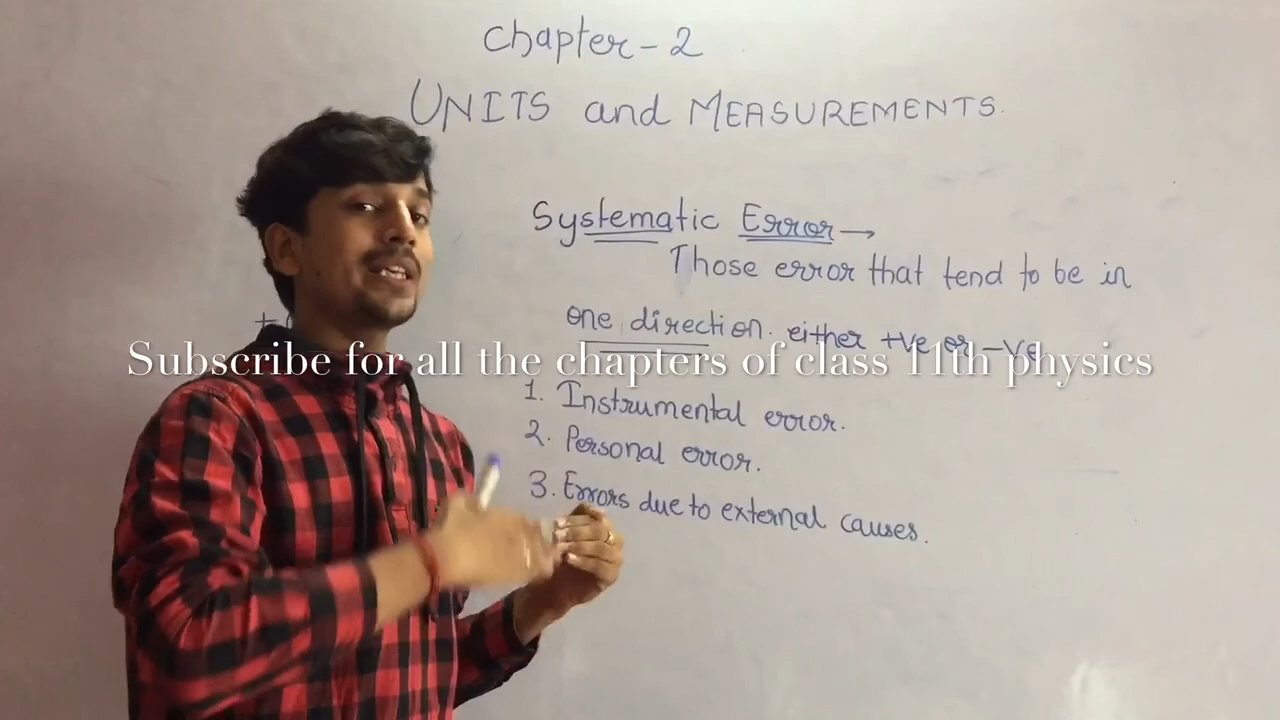 Chapter-2
UNITS and MEASUREMENTS.
Systematic Error→
Those error that tend to be in
one direction. either +ve or -ve
Subscribe for all the chapters of class 11th physics
1. Instrumental error.
2. Personal error.
3. Errors due to external causes.